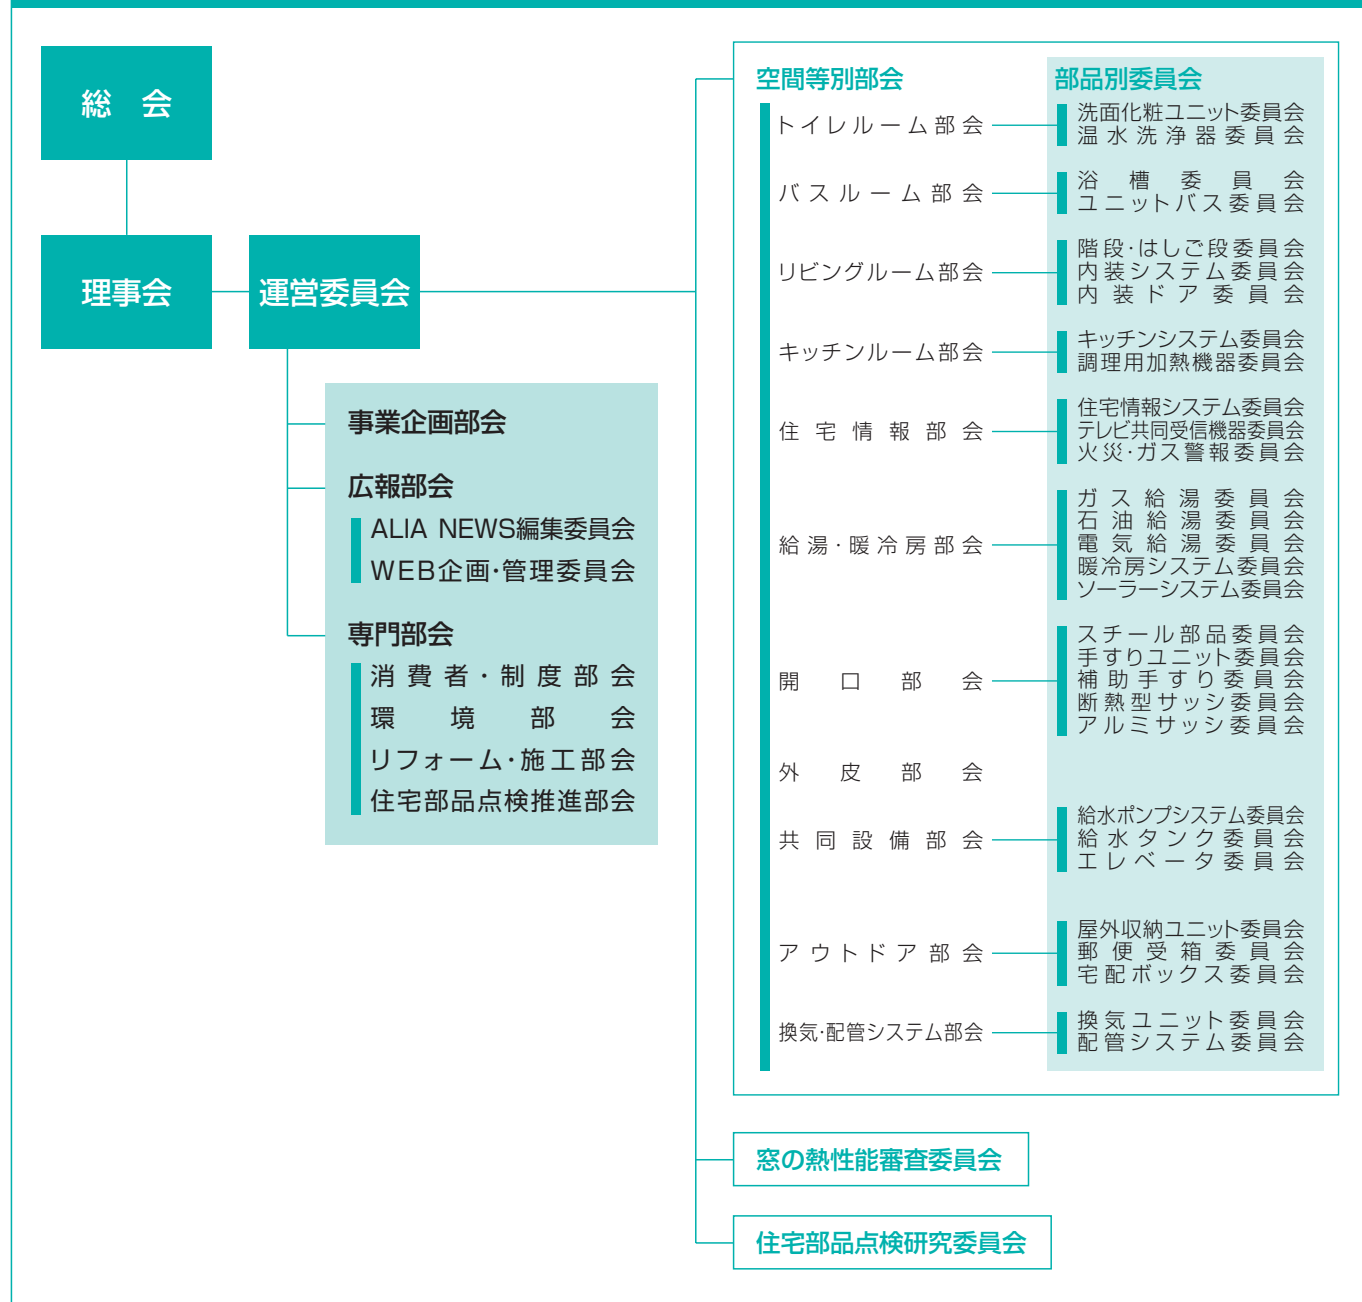 総 会
理事会
運営委員会
事業企画部会
広報部会
ALIA NEWS編集委員会
WEB企画・管理委員会
専門部会
消費者・制度部会
環境部会
リフォーム・施工部会
住宅部品点検推進部会
空間等別部会
部品別委員会
トイレルーム部会
洗面化粧ユニット委員会
温水洗浄器委員会
バスルーム部会
浴槽委員会
ユニットバス委員会
リビングルーム部会
階段・はしご段委員会
内装システム委員会
内装ドア委員会
キッチンルーム部会
キッチンシステム委員会
調理用加熱機器委員会
住宅情報部会
住宅情報システム委員会
テレビ共同受信機器委員会
火災・ガス警報委員会
給湯・暖冷房部会
ガス給湯委員会
石油給湯委員会
電気給湯委員会
暖冷房システム委員会
ソーラーシステム委員会
開口部会
スチール部品委員会
手すりユニット委員会
補助手すり委員会
断熱型サッシ委員会
アルミサッシ委員会
外皮部会
共同設備部会
給水ポンプシステム委員会
給水タンク委員会
エレベータ委員会
アウトドア部会
屋外収納ユニット委員会
郵便受箱委員会
宅配ボックス委員会
換気・配管システム部会
換気ユニット委員会
配管システム委員会
窓の熱性能審査委員会
住宅部品点検研究委員会